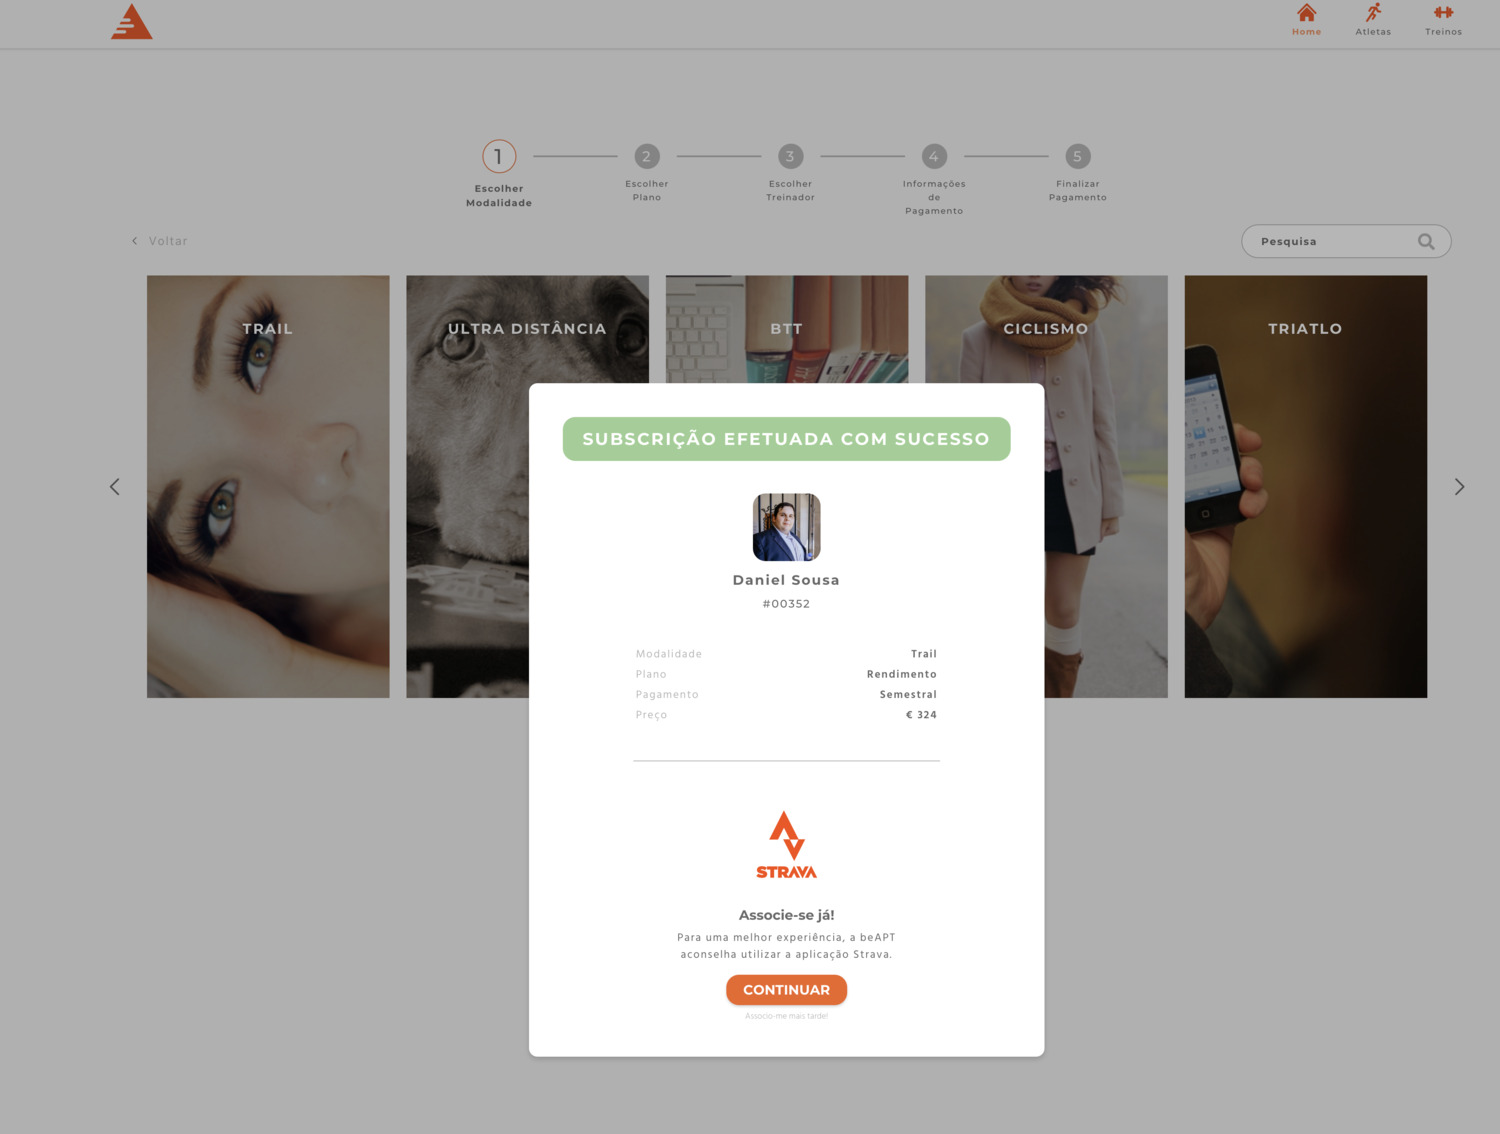 Home
Atletas
Treinos
1
2
3
4
5
Escolher
Modalidade
Escolher
Plano
Escolher
Treinador
Informações
de
Pagamento
Finalizar
Pagamento
Voltar
Pesquisa
TRAIL
ULTRA DISTÂNCIA
BTT
CICLISMO
TRIATLO
SUBSCRIÇÃO EFETUADA COM SUCESSO
Daniel Sousa
#00352
Modalidade Trail
Plano Rendimento
Pagamento Semestral
Preço € 324
STRAVA
Associe-se já!
Para uma melhor experiência, a beAPT
aconselha utilizar a aplicação Strava.
CONTINUAR
Associo-me mais tarde!